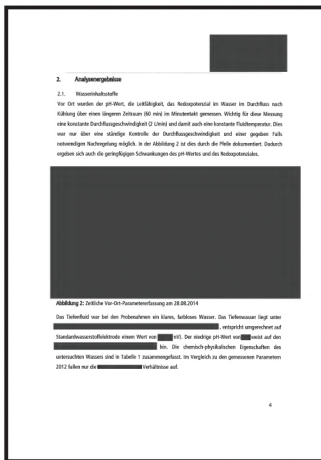 2. Analysenergebnisse
2.1. Wasserinhaltsstoffe
Vor Ort wurden der pH-Wert, die Leitfähigkeit, das Redoxpotenzial im Wasser im Durchfluss nach
Kühlung über einen längeren Zeitraum (60 min) im Minutentakt gemessen. Wichtig für diese Messung
eine konstante Durchflussgeschwindigkeit (2 L/min) und damit auch eine konstante Fluidtemperatur. Dies
war nur über eine ständige Kontrolle der Durchflussgeschwindigkeit und einer gegeben Falls
notwendigen Nachregelung möglich. In der Abbildung 2 ist dies durch die Pfeile dokumentiert. Dadurch
ergeben sich auch die geringfügigen Schwankungen des pH-Wertes und des Redoxpotenziales.
Abbildung 2: Zeitliche Vor-Ort-Parametererfassung am 28.08.2014
Das Tiefenfluid war bei den Probenahmen ein klares, farbloses Wasser. Das Tiefenwasser liegt unter
, entspricht umgerechnet auf
Standardwasserstoffelektrode einem Wert von mV). Der niedrige pH-Wert von weist auf den
hin. Die chemisch-physikalischen Eigenschaften des
untersuchten Wassers sind in Tabelle 1 zusammengefasst. Im Vergleich zu den gemessenen Parametern
2012 fallen nur die Verhältnisse auf.
4